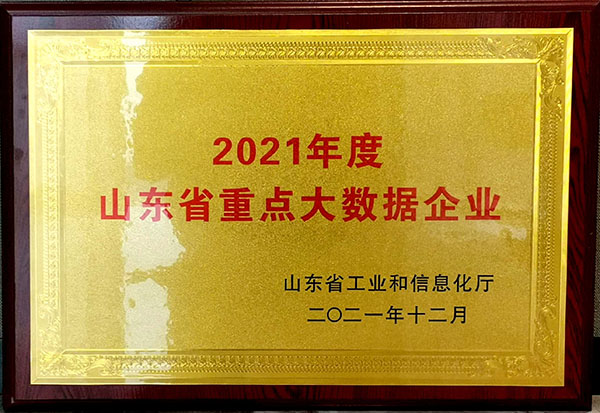 2021年度
山东省重点大数据企业
山东省工业和信息化厅
二〇二一年十二月